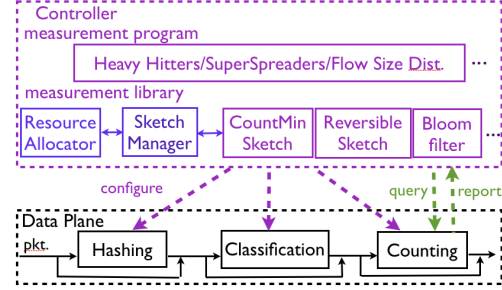 Controller
measurement program
Heavy Hitters/SuperSpreaders/Flow Size Dist.
...
measurement library
Resource
Allocator
Sketch
Manager
CountMin
Sketch
Reversible
Sketch
Bloom
filter
...
configure
query
report
Data Plane
pkt.
Hashing
Classification
Counting